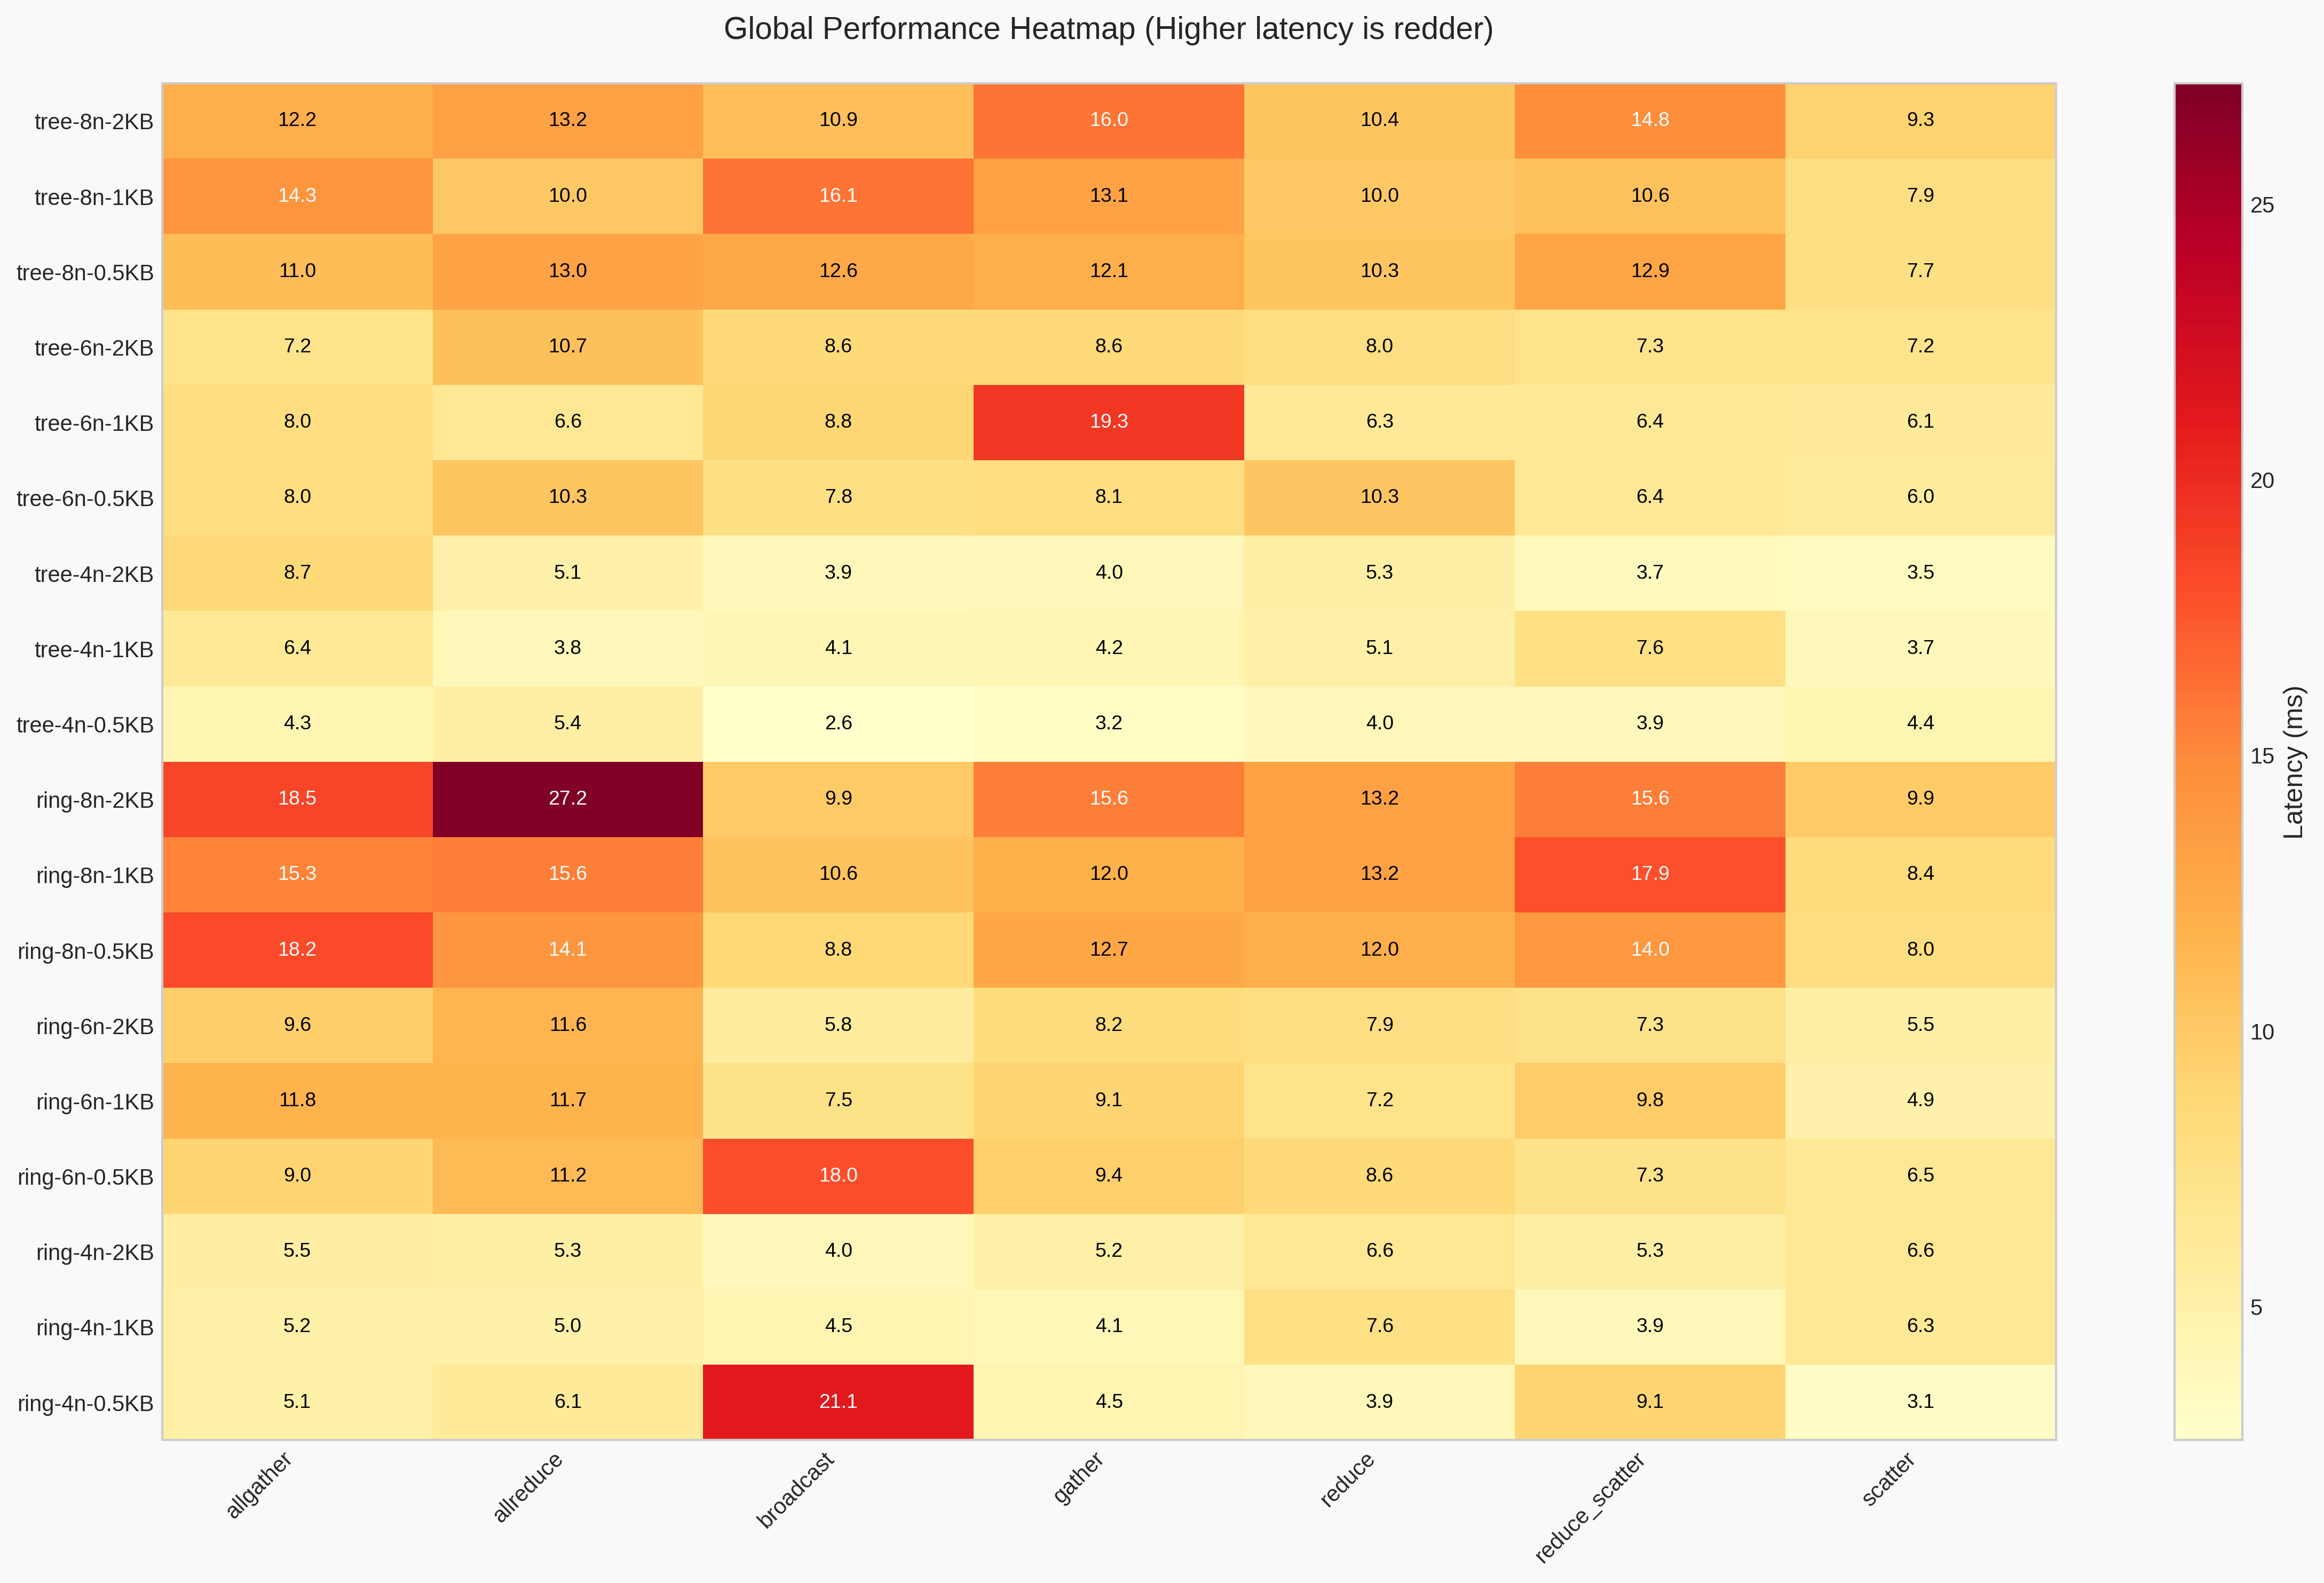 Global Performance Heatmap (Higher latency is redder)
tree-8n-2KB 12.2 13.2 10.9 16.0 10.4 14.8 9.3
tree-8n-1KB 14.3 10.0 16.1 13.1 10.0 10.6 7.9
tree-8n-0.5KB 11.0 13.0 12.6 12.1 10.3 12.9 7.7
tree-6n-2KB 7.2 10.7 8.6 8.6 8.0 7.3 7.2
tree-6n-1KB 8.0 6.6 8.8 19.3 6.3 6.4 6.1
tree-6n-0.5KB 8.0 10.3 7.8 8.1 10.3 6.4 6.0
tree-4n-2KB 8.7 5.1 3.9 4.0 5.3 3.7 3.5
tree-4n-1KB 6.4 3.8 4.1 4.2 5.1 7.6 3.7
tree-4n-0.5KB 4.3 5.4 2.6 3.2 4.0 3.9 4.4
ring-8n-2KB 18.5 27.2 9.9 15.6 13.2 15.6 9.9
ring-8n-1KB 15.3 15.6 10.6 12.0 13.2 17.9 8.4
ring-8n-0.5KB 18.2 14.1 8.8 12.7 12.0 14.0 8.0
ring-6n-2KB 9.6 11.6 5.8 8.2 7.9 7.3 5.5
ring-6n-1KB 11.8 11.7 7.5 9.1 7.2 9.8 4.9
ring-6n-0.5KB 9.0 11.2 18.0 9.4 8.6 7.3 6.5
ring-4n-2KB 5.5 5.3 4.0 5.2 6.6 5.3 6.6
ring-4n-1KB 5.2 5.0 4.5 4.1 7.6 3.9 6.3
ring-4n-0.5KB 5.1 6.1 21.1 4.5 3.9 9.1 3.1
allgather allreduce broadcast gather reduce reduce_scatter scatter
25
20
15
10
5
Latency (ms)